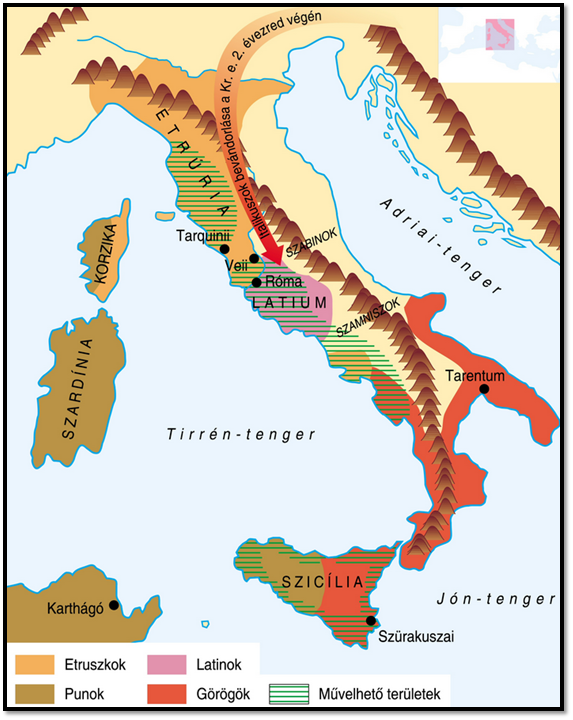 Itálikuszok bevándorlása a Kr. e. 2. évezred végén
ETRÚRIA
Adriai-tenger
SZABINOK
Tarquinii
Veii
KORZIKA
Róma
LATIUM
SZAMNISZOK
SZARDÍNIA
Tarentum
Tirrén-tenger
SZICÍLIA
Karthágó
Jón-tenger
Szürakuszai
Etruszkok
Latinok
Punok
Görögök
Művelhető területek